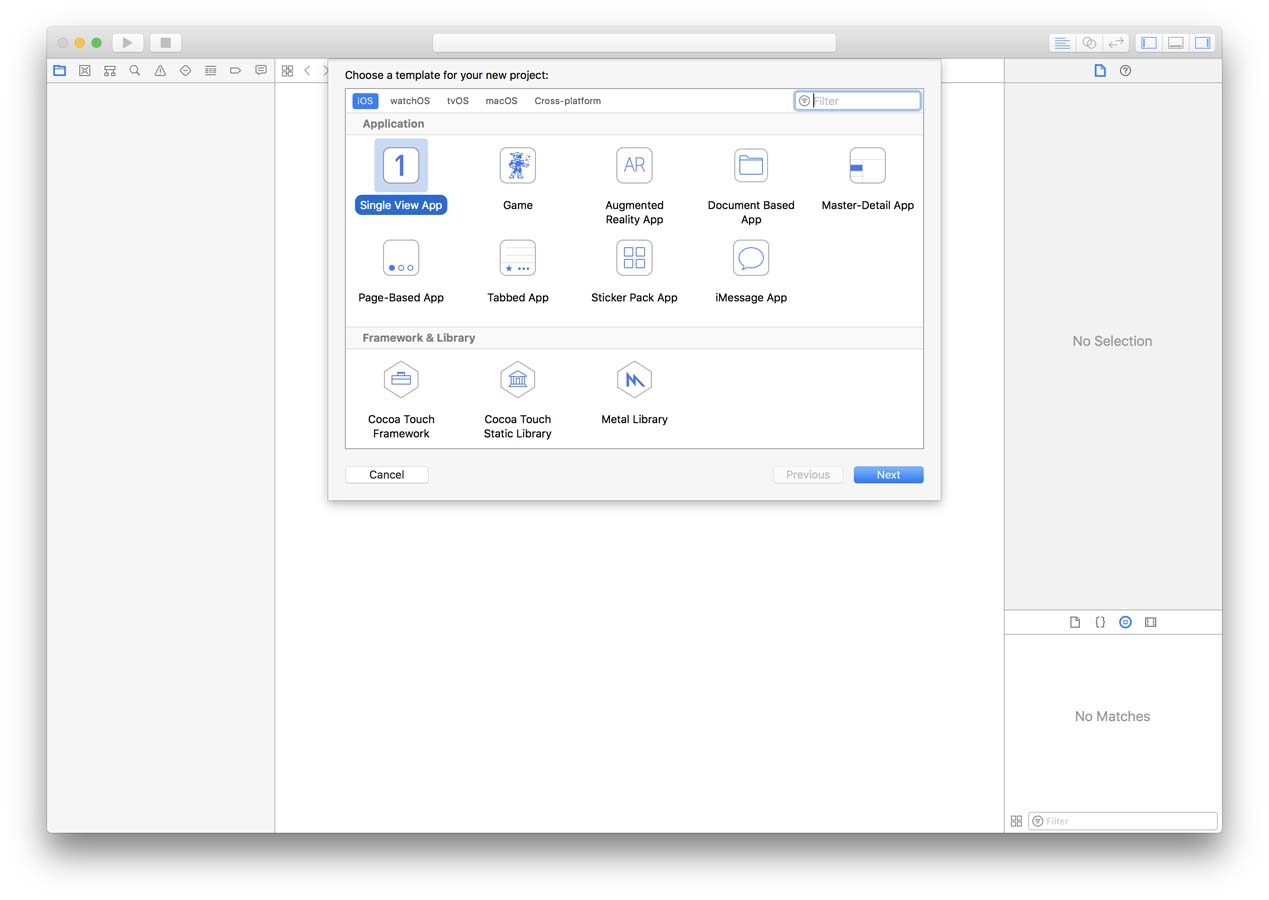 Choose a template for your new project:
iOS watchOS tvOS macOS Cross-platform Filter
Application
1 AR
Single View App Game Augmented Reality App Document Based App Master-Detail App
Page-Based App Tabbed App Sticker Pack App iMessage App
Framework & Library
Cocoa Touch Framework Cocoa Touch Static Library Metal Library
Cancel Previous Next
No Selection
{}
No Matches
Filter